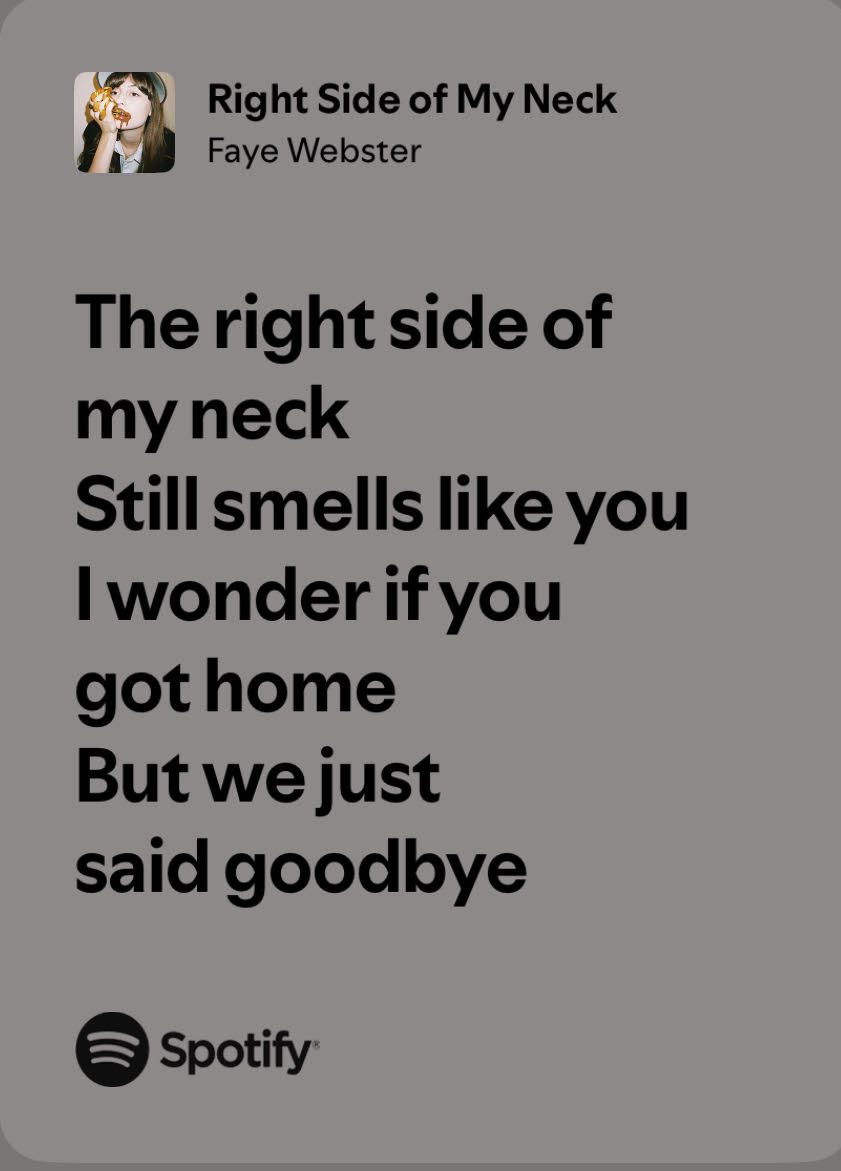 Right Side of My Neck
Faye Webster
The right side of
my neck
Still smells like you
I wonder if you
got home
But we just
said goodbye
Spotify®